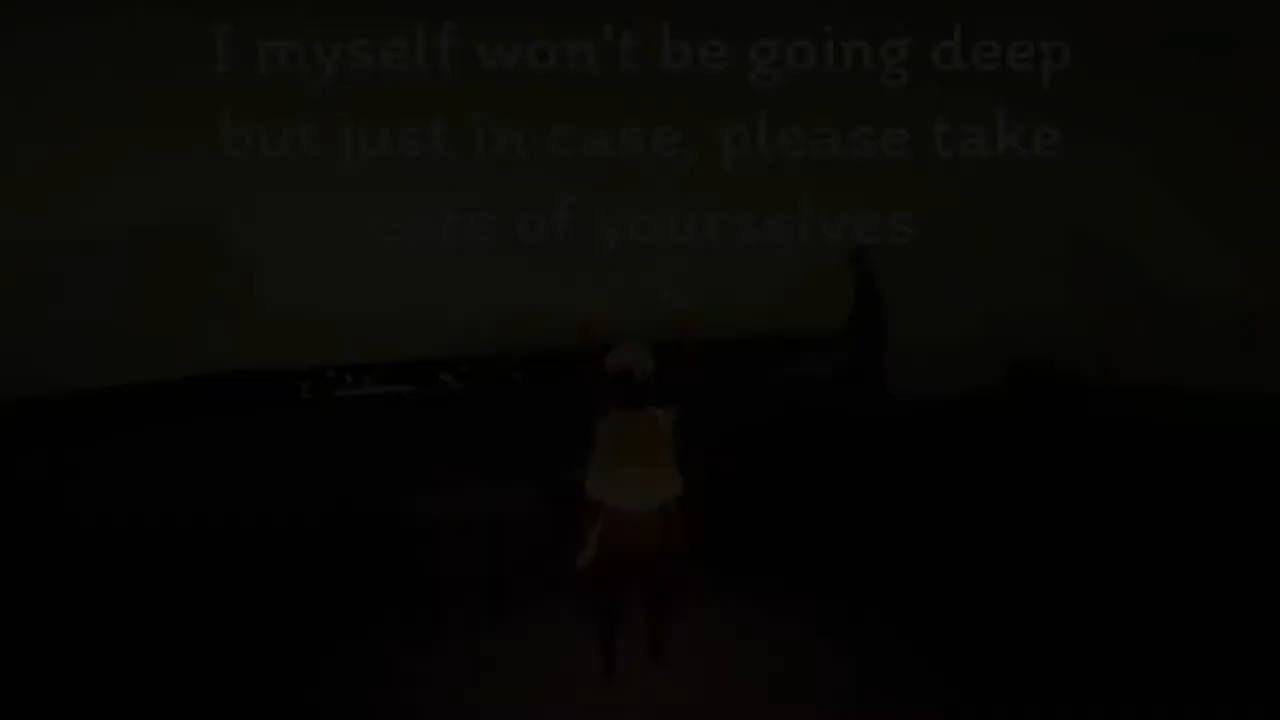 I myself won't be going deep
but just in case, please take
care of yourselves